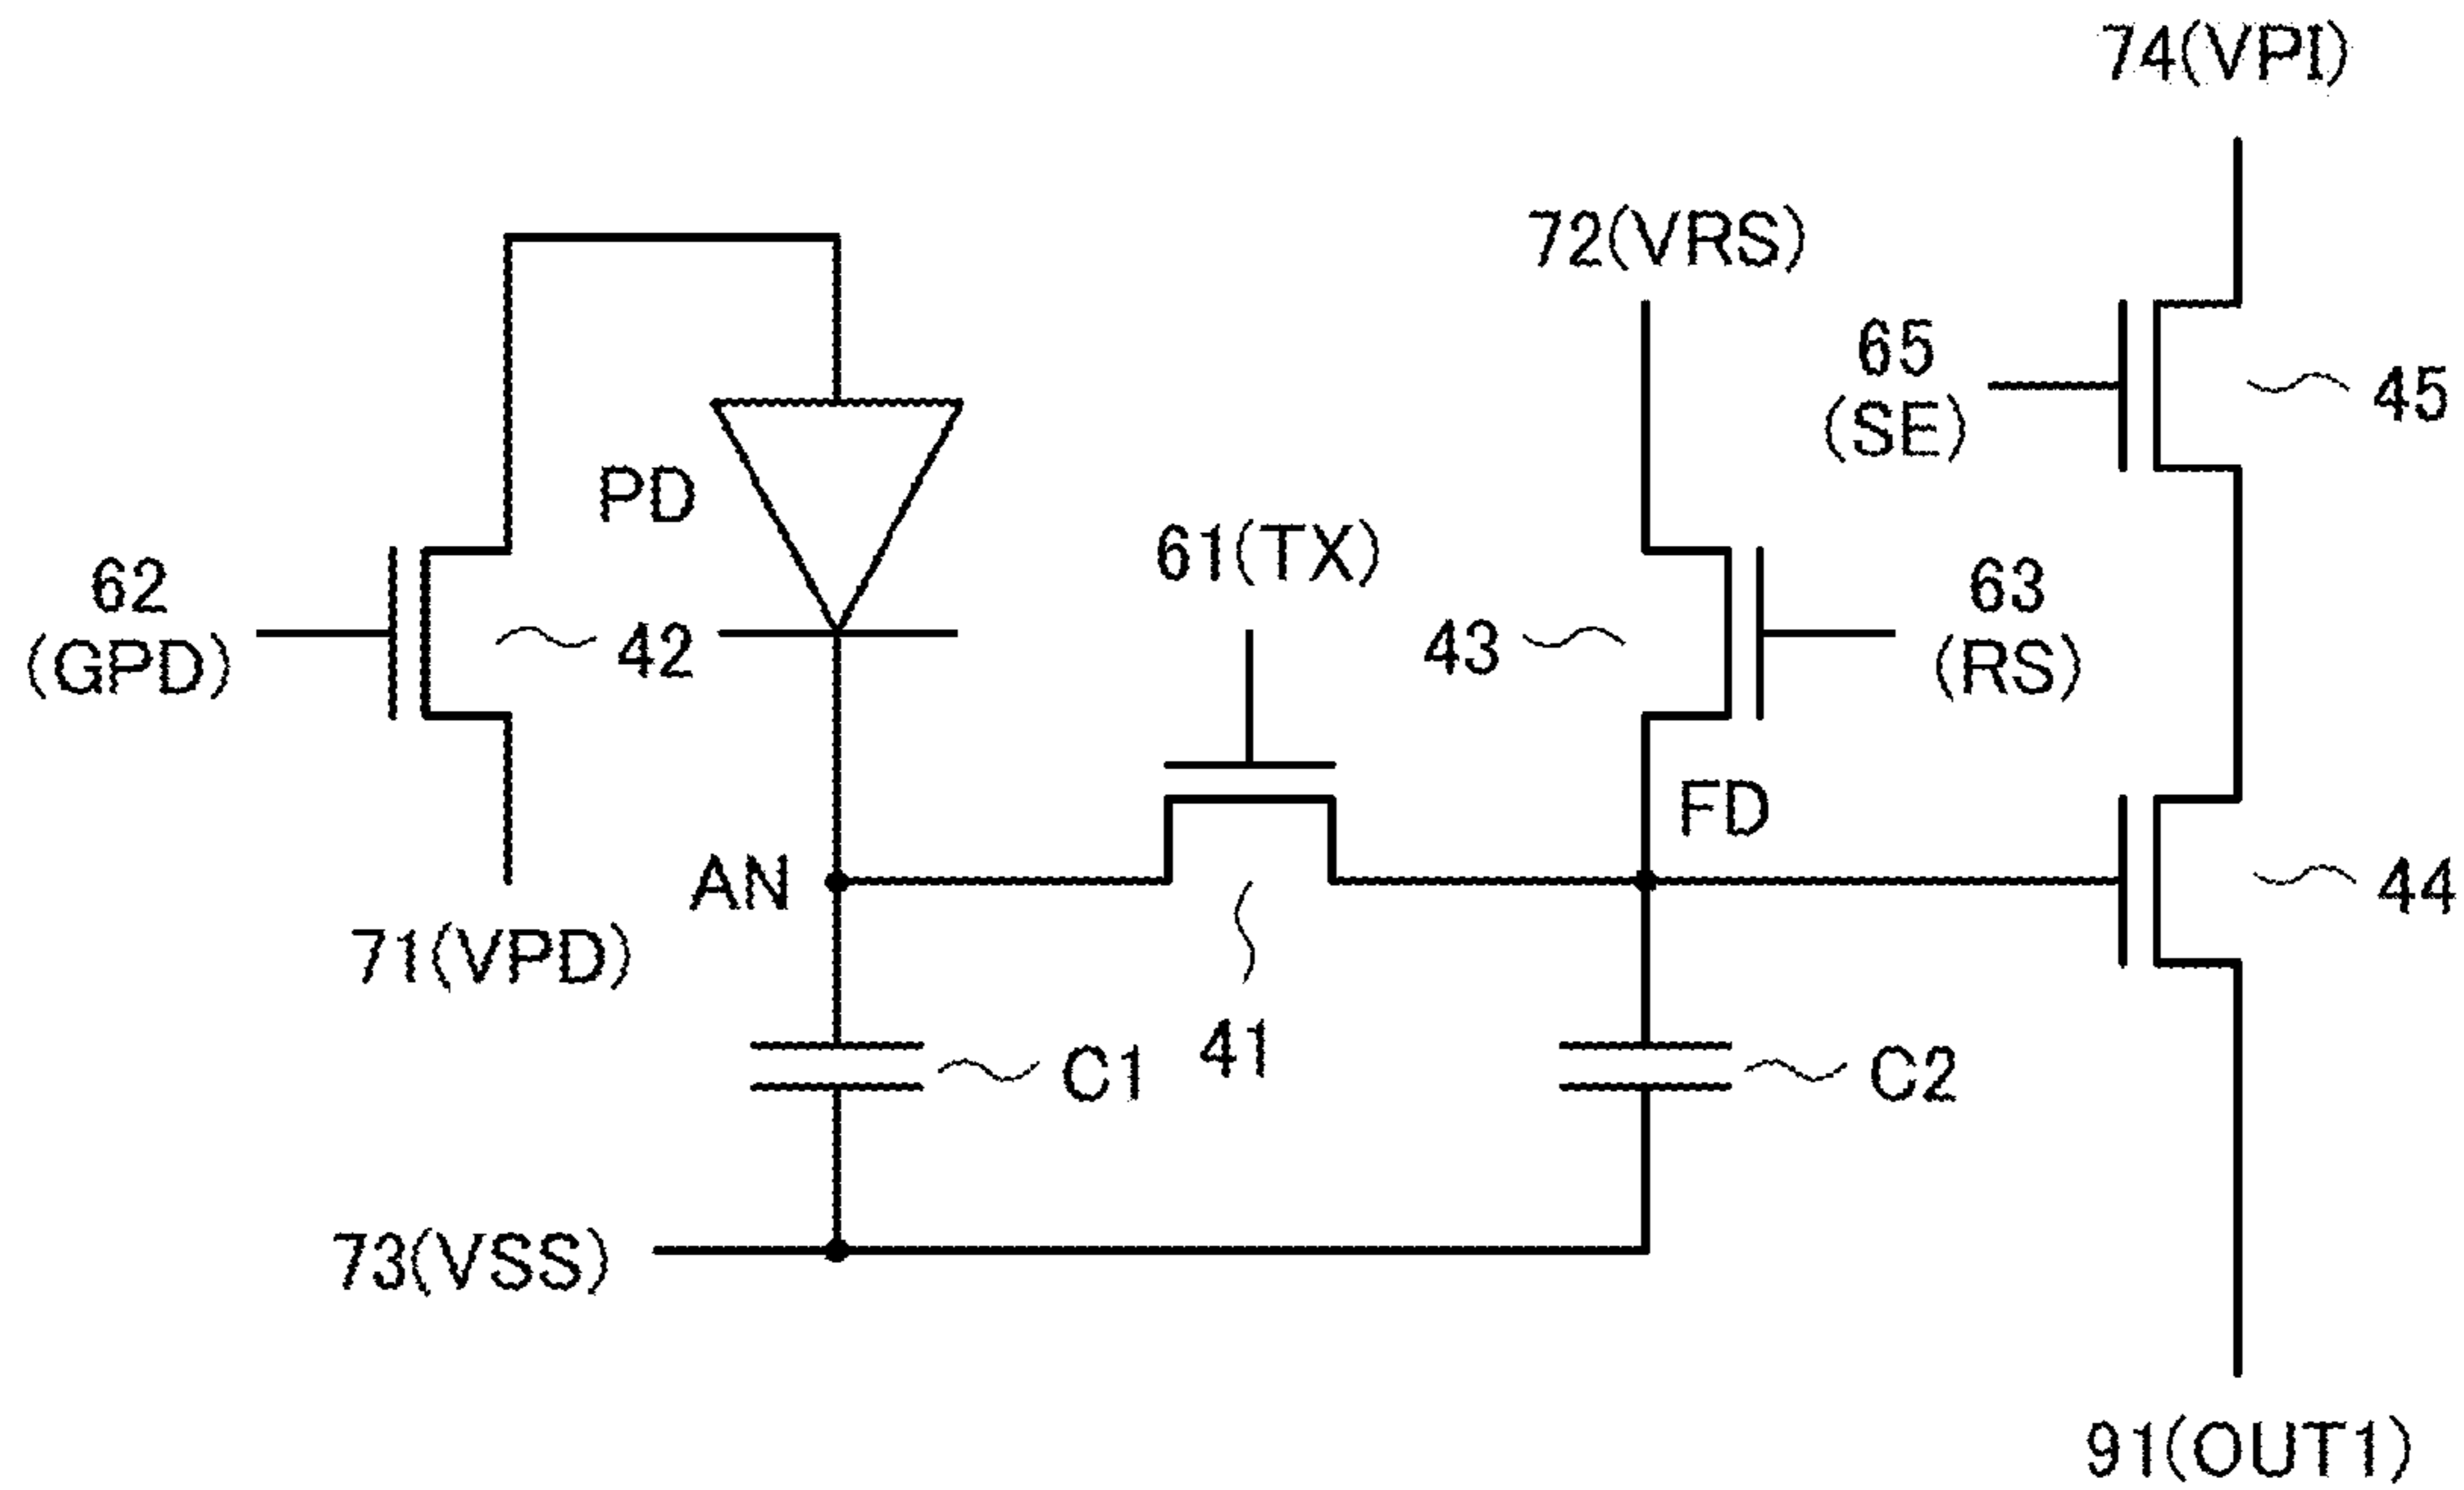 74(VPI)
72(VRS)
65
(SE)
45
PD
61(TX)
62
(GPD)
42
43
63
(RS)
FD
AN
44
71(VPD)
41
C1
C2
73(VSS)
91(OUT1)